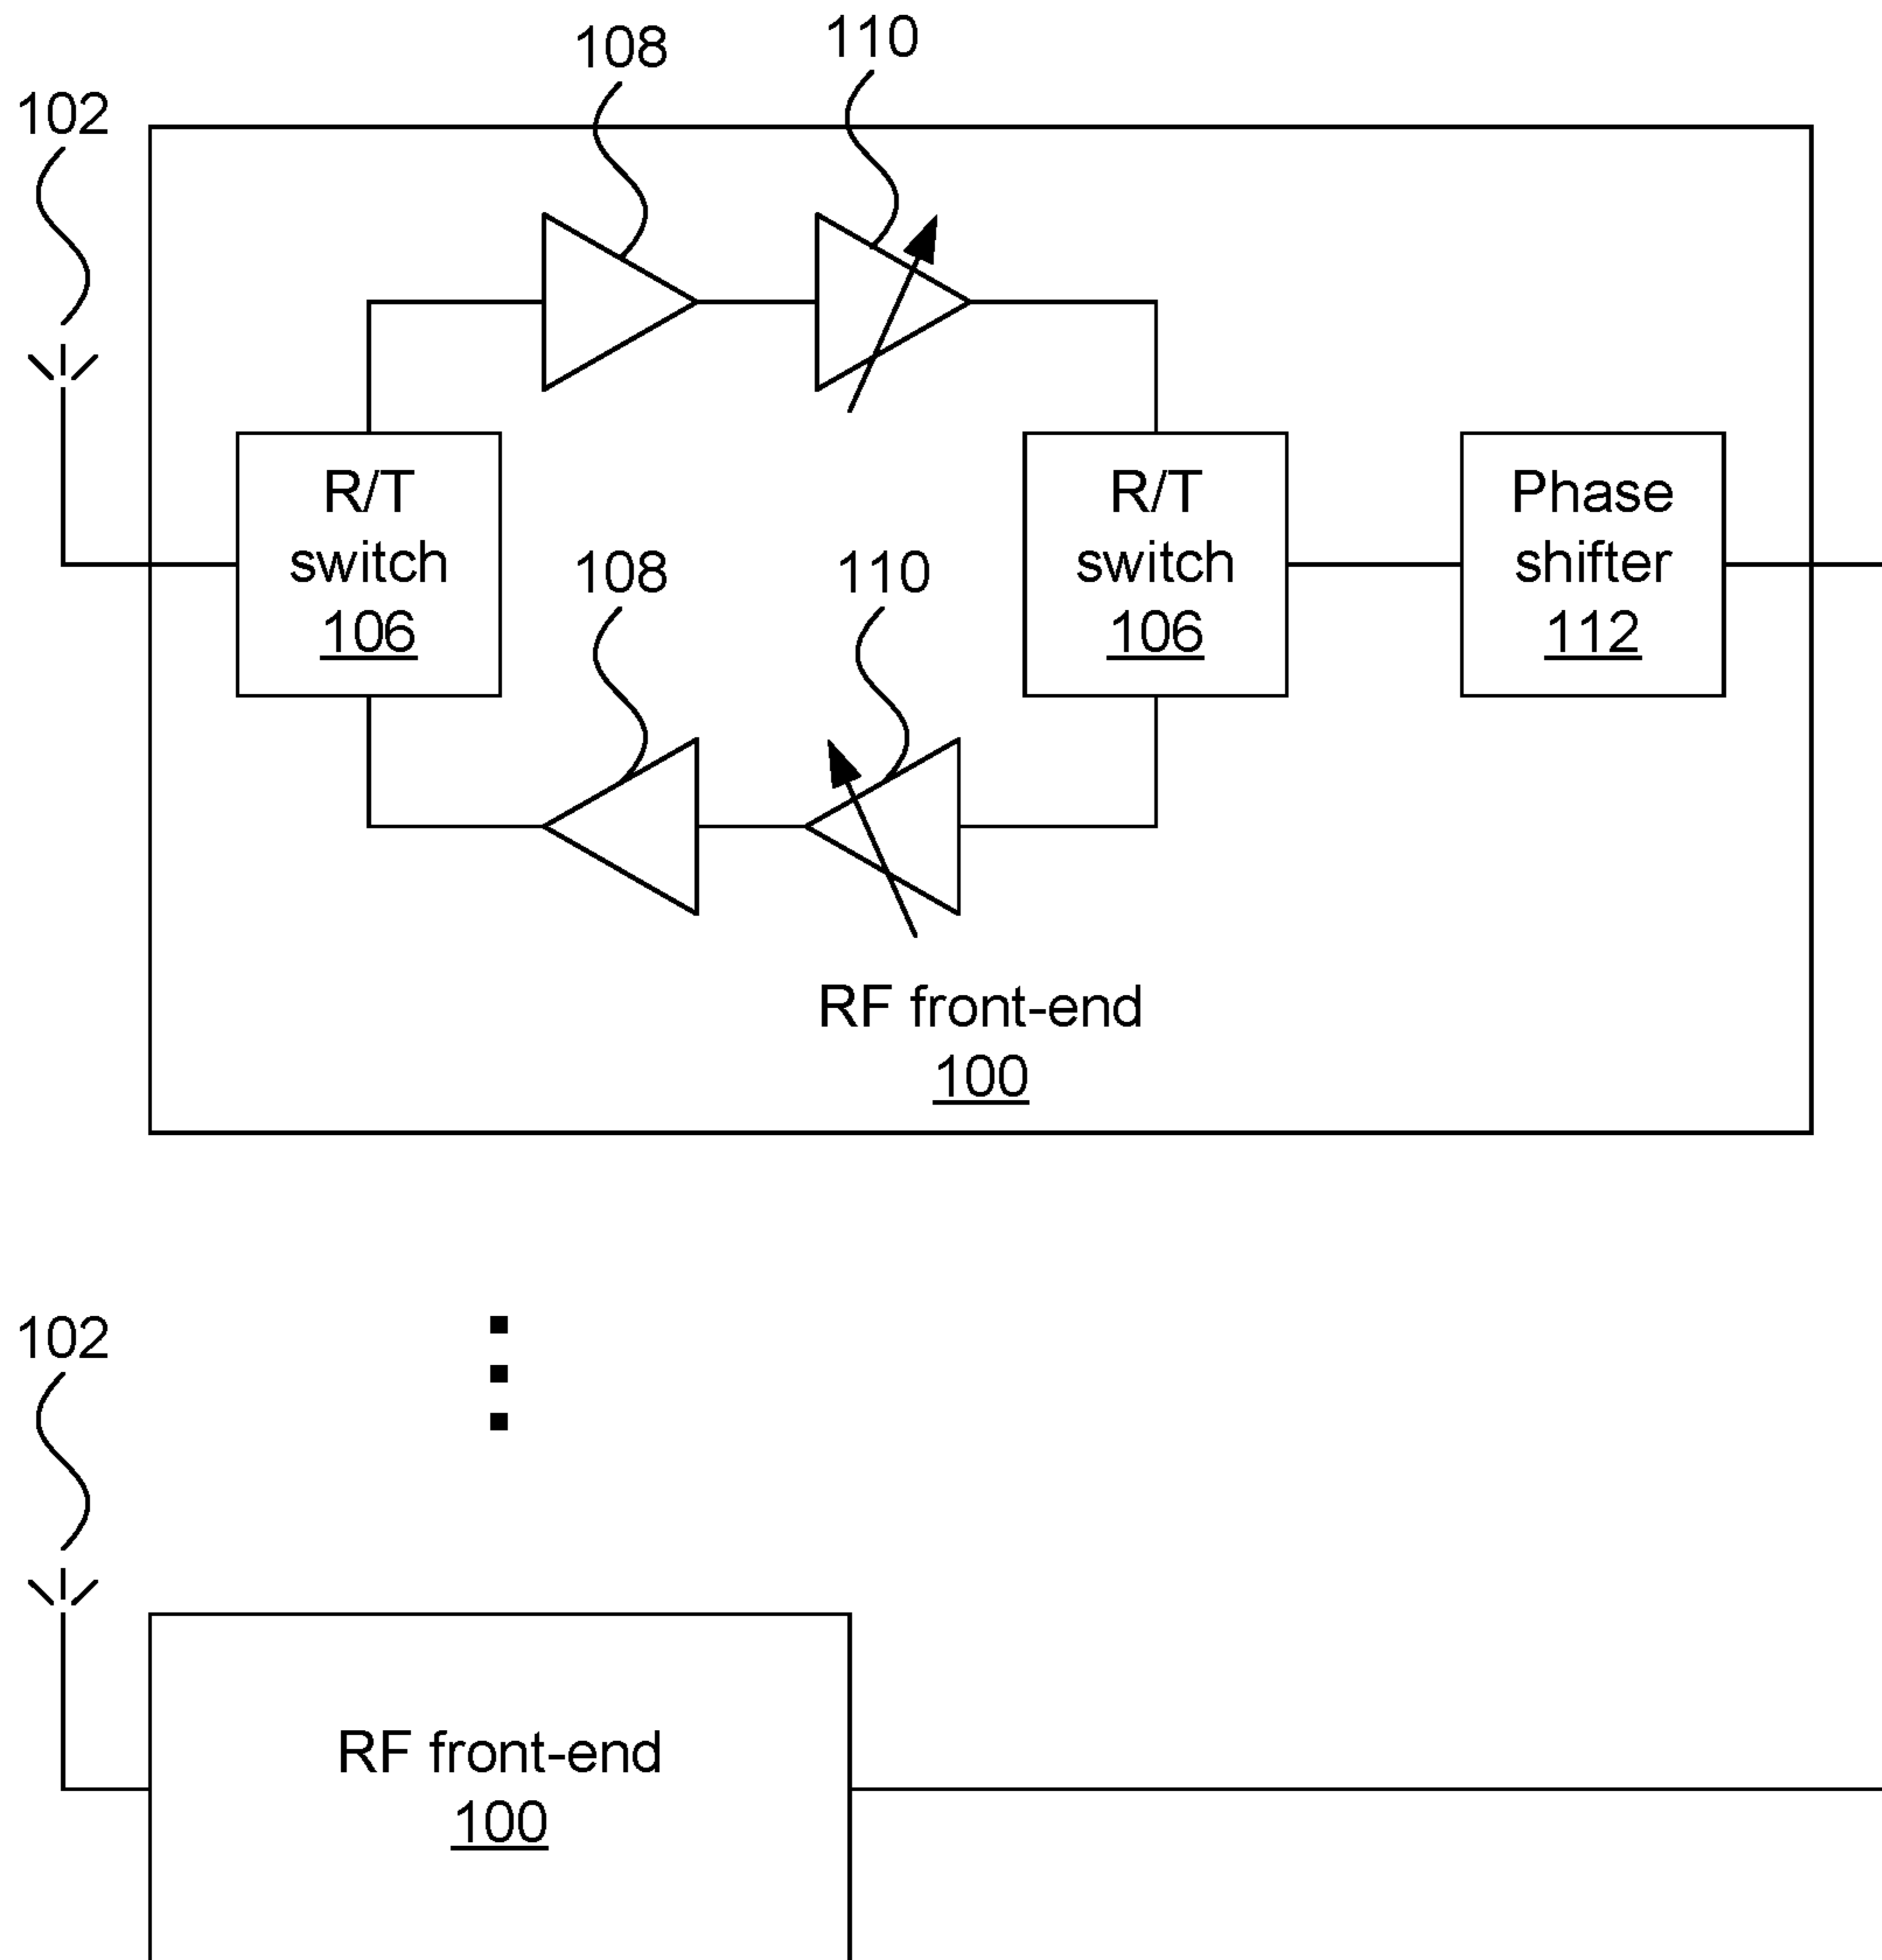 108
110
102
R/T
switch
106
108
110
R/T
switch
106
Phase
shifter
112
RF front-end
100
102
RF front-end
100